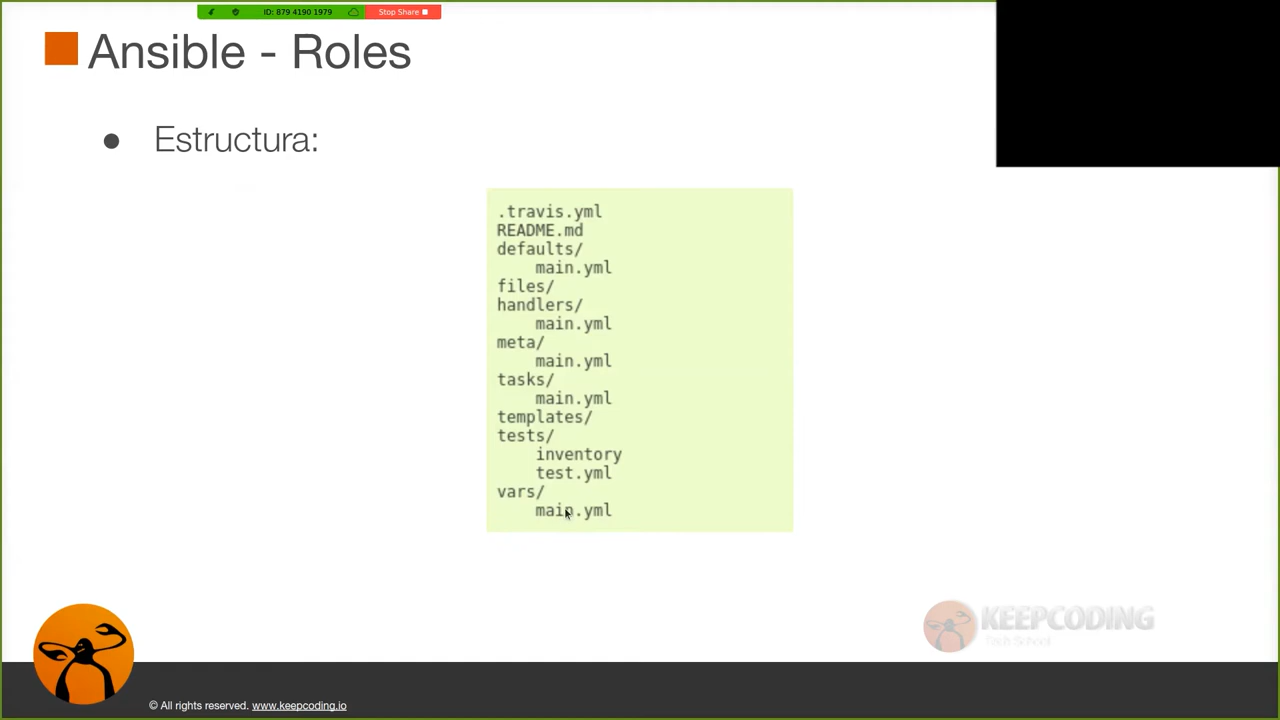 ID: 879 4190 1979
Stop Share
Ansible - Roles
● Estructura:
.travis.yml
README.md
defaults/
    main.yml
files/
handlers/
    main.yml
meta/
    main.yml
tasks/
    main.yml
templates/
tests/
    inventory
    test.yml
vars/
    main.yml
KEEPCODING
Tech School
© All rights reserved. www.keepcoding.io